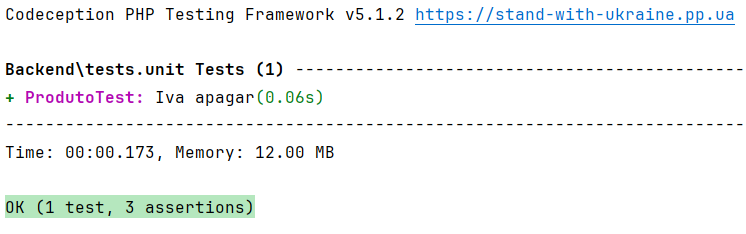 Codeception PHP Testing Framework v5.1.2 https://stand-with-ukraine.pp.ua
Backend\tests.unit Tests (1) ---------------------------------------------
+ ProdutoTest: Iva apagar(0.06s)
--------------------------------------------------------------------------
Time: 00:00.173, Memory: 12.00 MB
OK (1 test, 3 assertions)